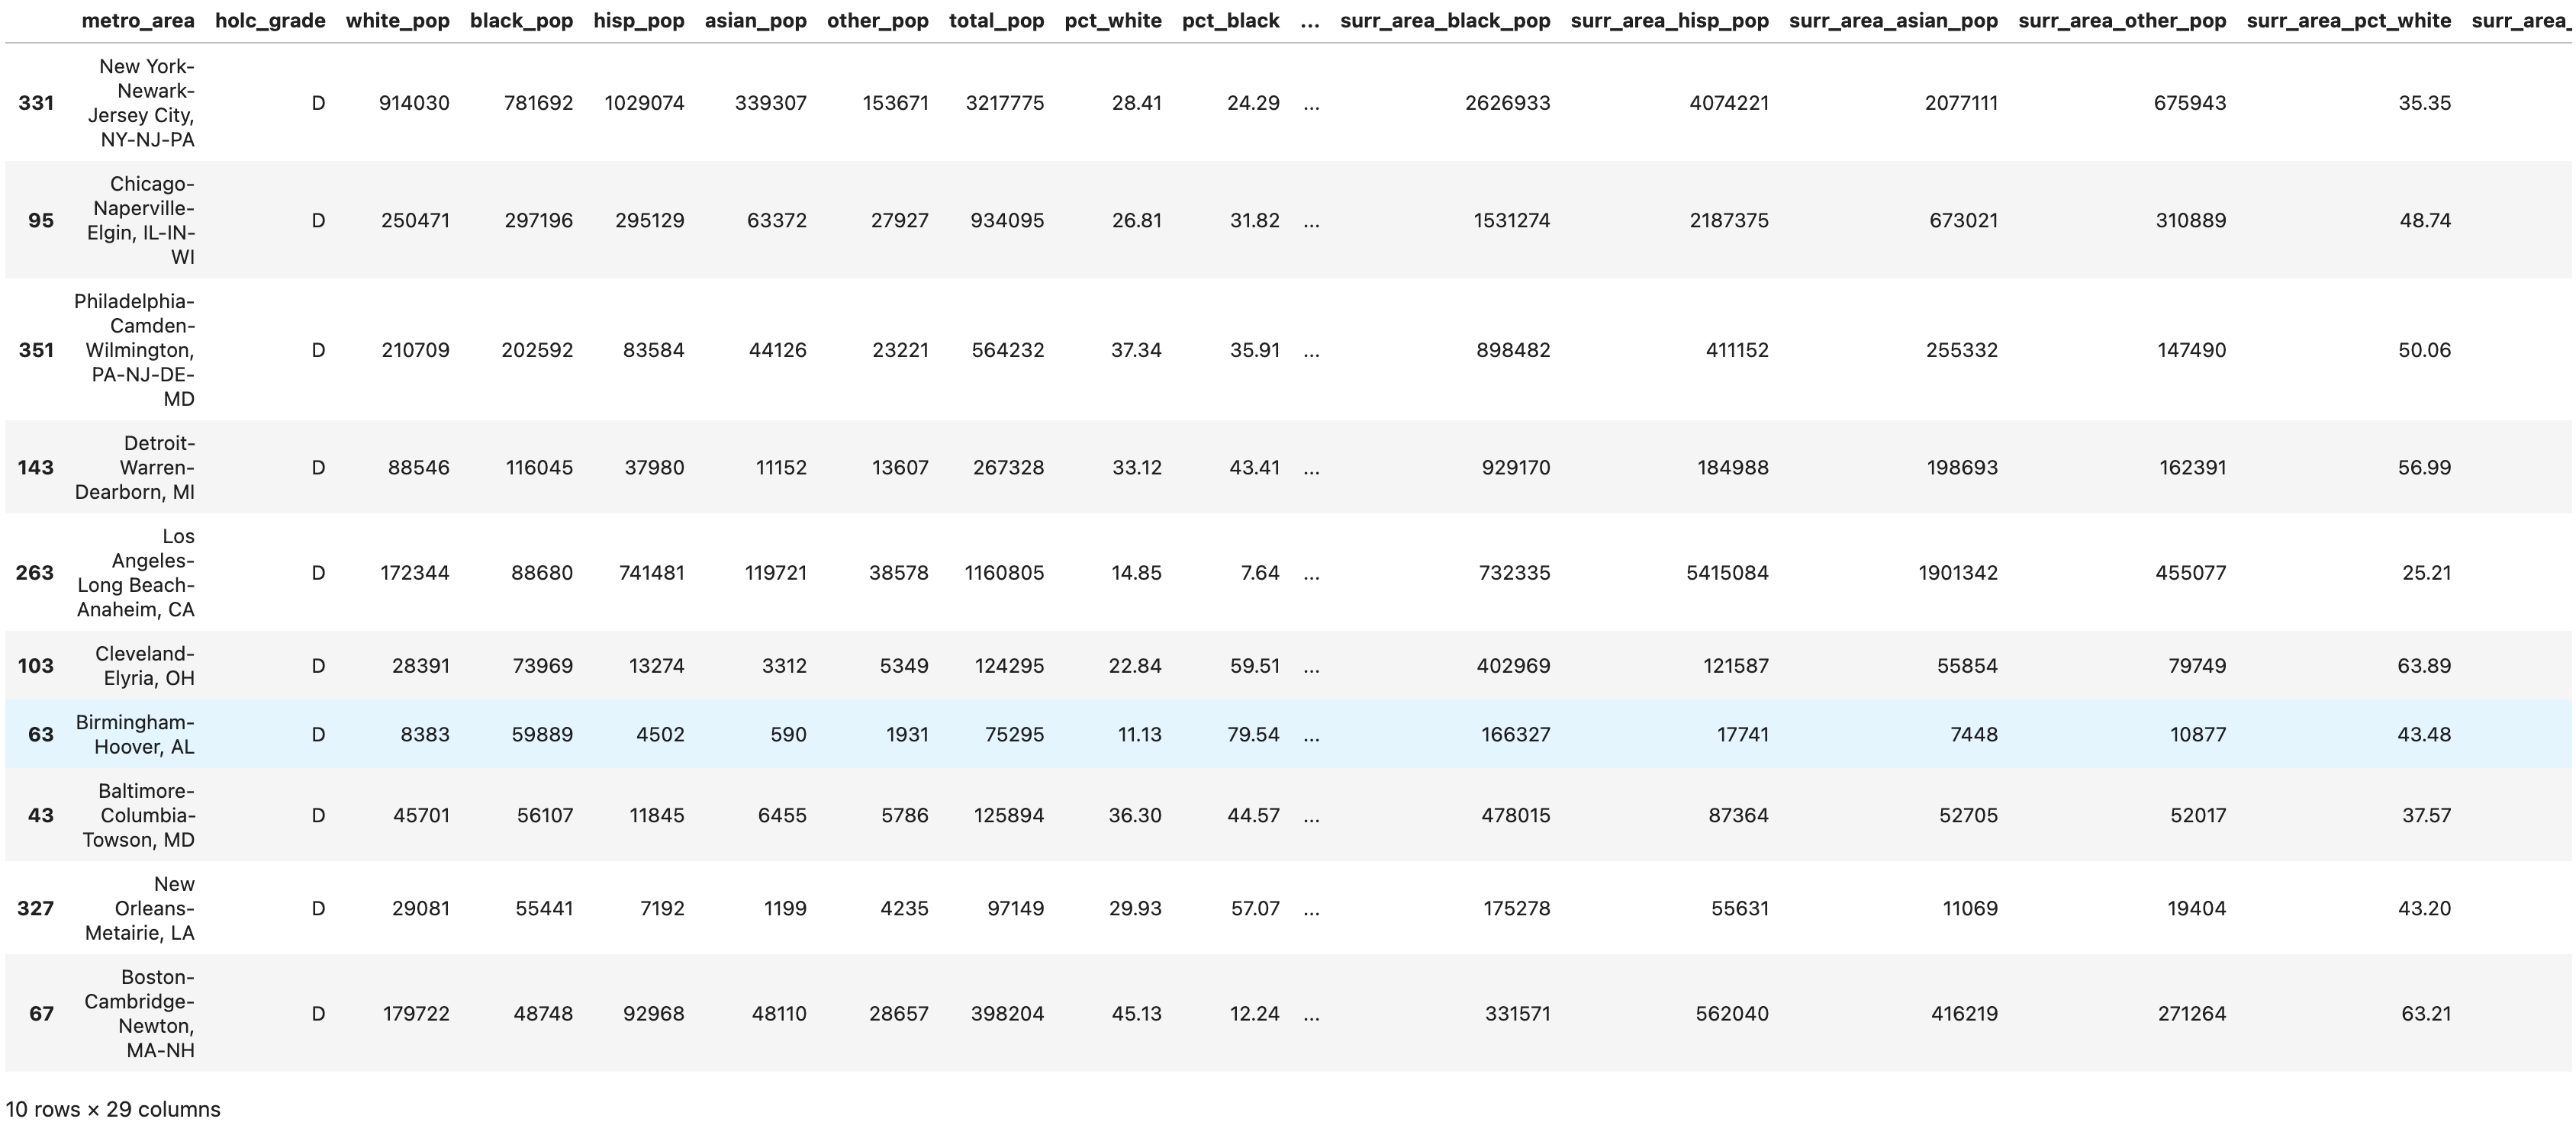 metro_area holc_grade white_pop black_pop hisp_pop asian_pop other_pop total_pop pct_white pct_black ... surr_area_black_pop surr_area_hisp_pop surr_area_asian_pop surr_area_other_pop surr_area_pct_white surr_area_
New York-
Newark-
331 D 914030 781692 1029074 339307 153671 3217775 28.41 24.29 ... 2626933 4074221 2077111 675943 35.35
Jersey City,
NY-NJ-PA
Chicago-
Naperville-
95 D 250471 297196 295129 63372 27927 934095 26.81 31.82 ... 1531274 2187375 673021 310889 48.74
Elgin, IL-IN-
WI
Philadelphia-
Camden-
351 Wilmington, D 210709 202592 83584 44126 23221 564232 37.34 35.91 ... 898482 411152 255332 147490 50.06
PA-NJ-DE-
MD
Detroit-
143 Warren- D 88546 116045 37980 11152 13607 267328 33.12 43.41 ... 929170 184988 198693 162391 56.99
Dearborn, MI
Los
Angeles-
263 D 172344 88680 741481 119721 38578 1160805 14.85 7.64 ... 732335 5415084 1901342 455077 25.21
Long Beach-
Anaheim, CA
Cleveland-
103 D 28391 73969 13274 3312 5349 124295 22.84 59.51 ... 402969 121587 55854 79749 63.89
Elyria, OH
Birmingham-
63 D 8383 59889 4502 590 1931 75295 11.13 79.54 ... 166327 17741 7448 10877 43.48
Hoover, AL
Baltimore-
43 Columbia- D 45701 56107 11845 6455 5786 125894 36.30 44.57 ... 478015 87364 52705 52017 37.57
Towson, MD
New
327 Orleans- D 29081 55441 7192 1199 4235 97149 29.93 57.07 ... 175278 55631 11069 19404 43.20
Metairie, LA
Boston-
Cambridge-
67 D 179722 48748 92968 48110 28657 398204 45.13 12.24 ... 331571 562040 416219 271264 63.21
Newton,
MA-NH
10 rows × 29 columns